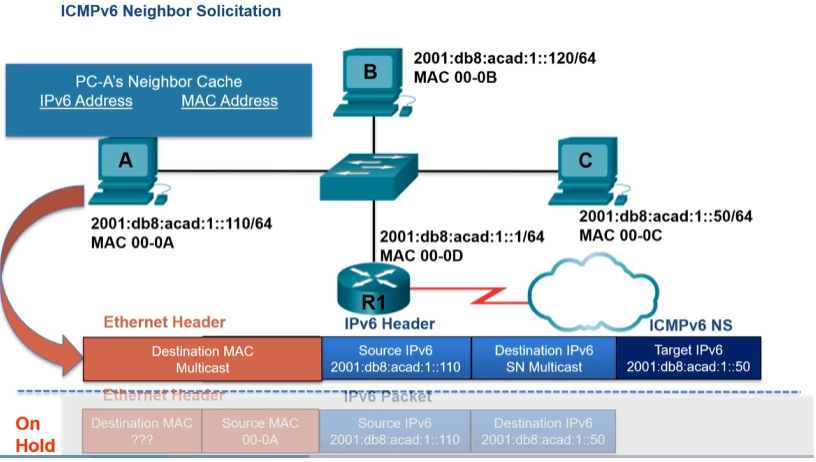 ICMPv6 Neighbor Solicitation
PC-A's Neighbor Cache
IPv6 Address MAC Address
B
2001:db8:acad:1::120/64
MAC 00-0B
A
2001:db8:acad:1::110/64
MAC 00-0A
C
2001:db8:acad:1::50/64
MAC 00-0C
2001:db8:acad:1::1/64
MAC 00-0D
R1
Ethernet Header IPv6 Header ICMPv6 NS
Destination MAC
Multicast
Source IPv6
2001:db8:acad:1::110
Destination IPv6
SN Multicast
Target IPv6
2001:db8:acad:1::50
Ethernet Header IPv6 Packet
On
Hold
Destination MAC
???
Source MAC
00-0A
Source IPv6
2001:db8:acad:1::110
Destination IPv6
2001:db8:acad:1::50